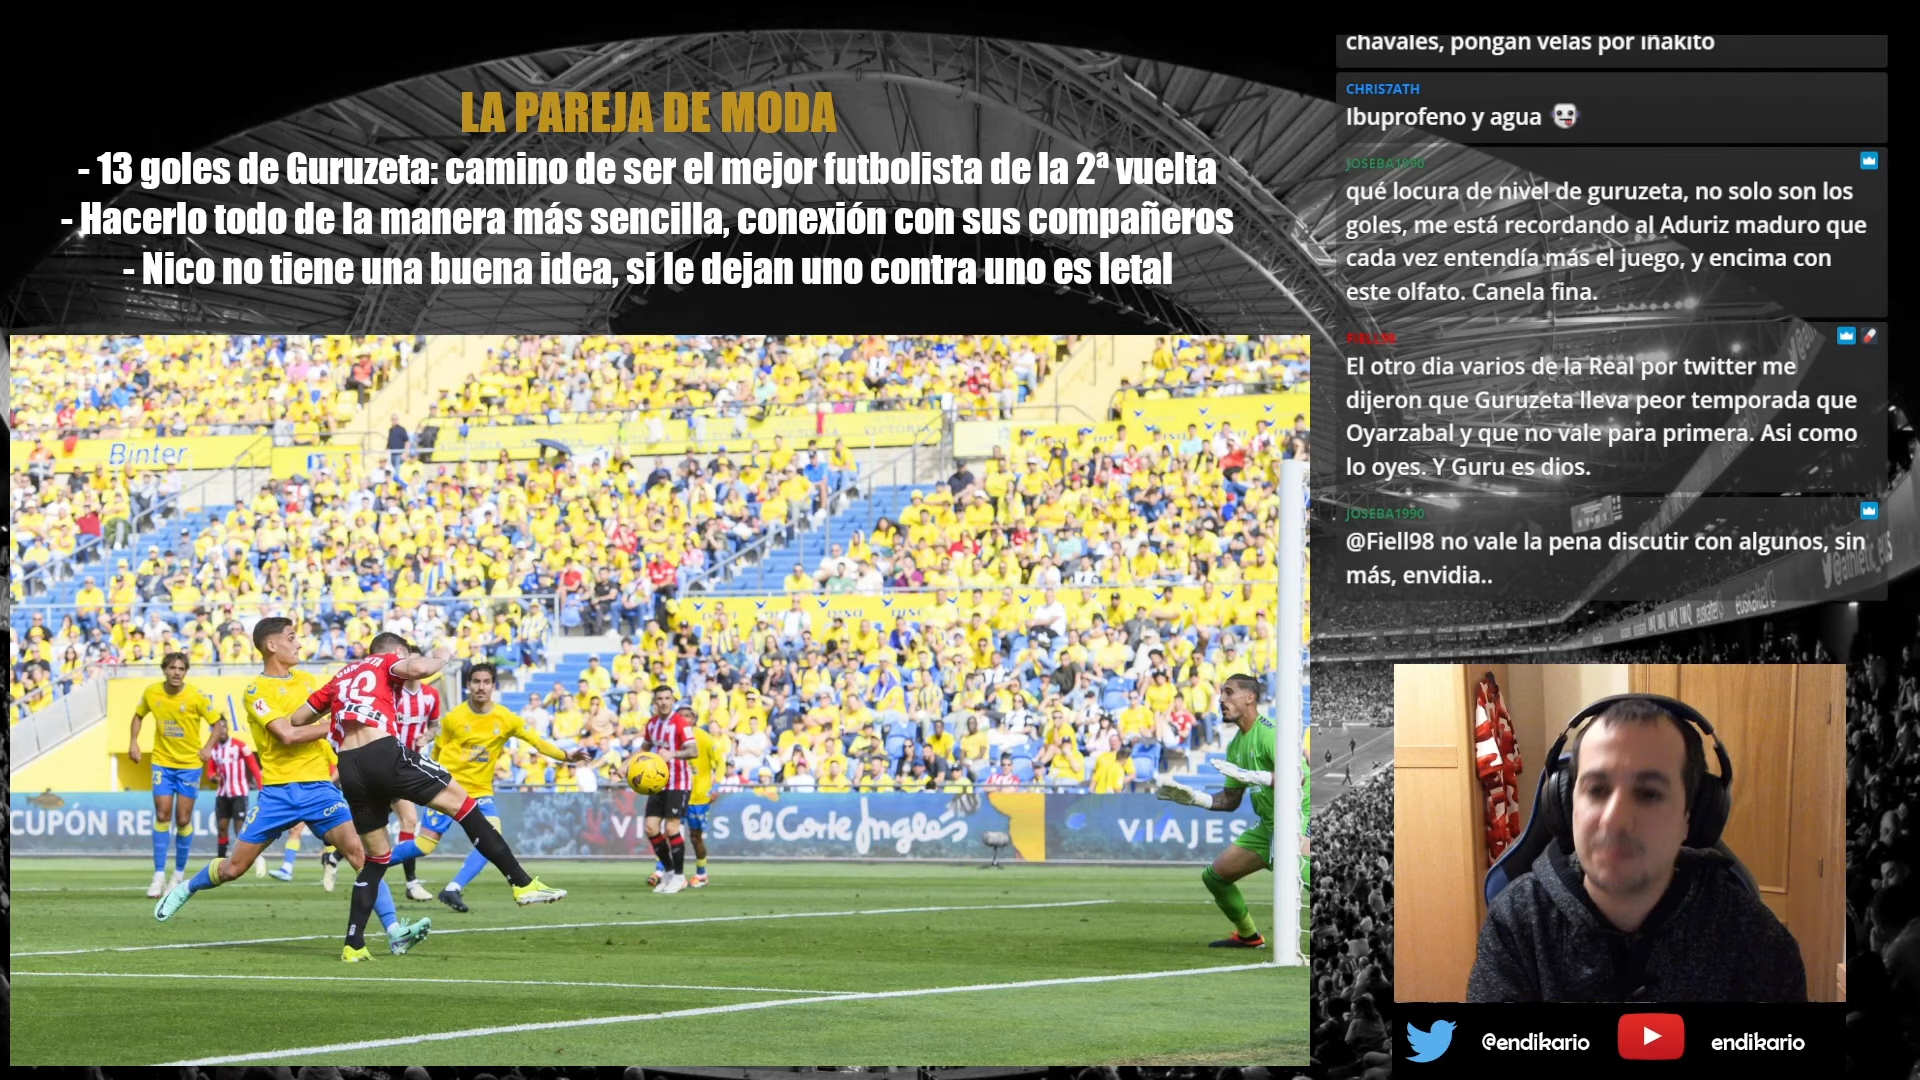 LA PAREJA DE MODA
- 13 goles de Guruzeta: camino de ser el mejor futbolista de la 2ª vuelta
- Hacerlo todo de la manera más sencilla, conexión con sus compañeros
- Nico no tiene una buena idea, si le dejan uno contra uno es letal
chavales, pongan velas por iñakito
CHRIS7ATH
Ibuprofeno y agua
JOSEBA1990
qué locura de nivel de guruzeta, no solo son los
goles, me está recordando al Aduriz maduro que
cada vez entendía más el juego, y encima con
este olfato. Canela fina.
FIELL98
El otro dia varios de la Real por twitter me
dijeron que Guruzeta lleva peor temporada que
Oyarzabal y que no vale para primera. Asi como
lo oyes. Y Guru es dios.
JOSEBA1990
@Fiell98 no vale la pena discutir con algunos, sin
más, envidia..
Binter
CUPÓN
El Corte Inglés
VIAJES
@athletic_eus
euskaltel
@endikario
endikario